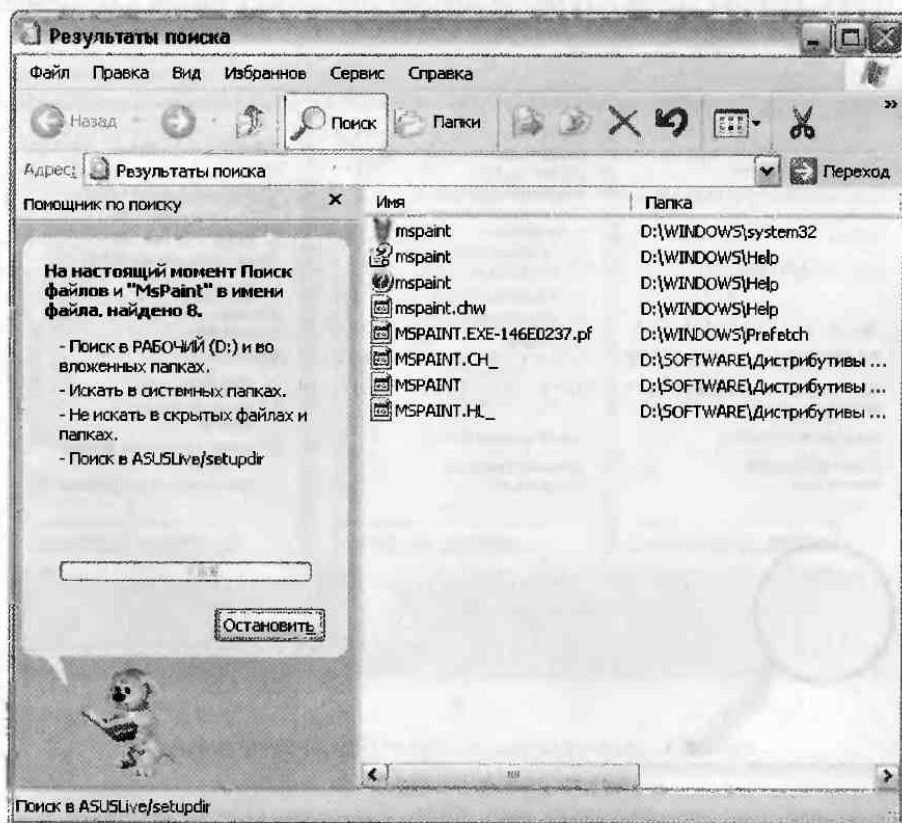 Результаты поиска
Файл Правка Вид Избранное Сервис Справка
Назад Поиск Папки »
Адрес: Результаты поиска Переход
Помощник по поиску ×
На настоящий момент Поиск
файлов и "MsPaint" в имени
файла, найдено 8.
- Поиск в РАБОЧИЙ (D:) и во
вложенных папках.
- Искать в системных папках.
- Не искать в скрытых файлах и
папках.
- Поиск в ASUSLive/setupdir
Остановить
Имя Папка
mspaint D:\WINDOWS\system32
mspaint D:\WINDOWS\Help
mspaint D:\WINDOWS\Help
mspaint.chw D:\WINDOWS\Help
MSPAINT.EXE-146E0237.pf D:\WINDOWS\Prefetch
MSPAINT.CH_ D:\SOFTWARE\Дистрибутивы ...
MSPAINT D:\SOFTWARE\Дистрибутивы ...
MSPAINT.HL_ D:\SOFTWARE\Дистрибутивы ...
Поиск в ASUSLive/setupdir